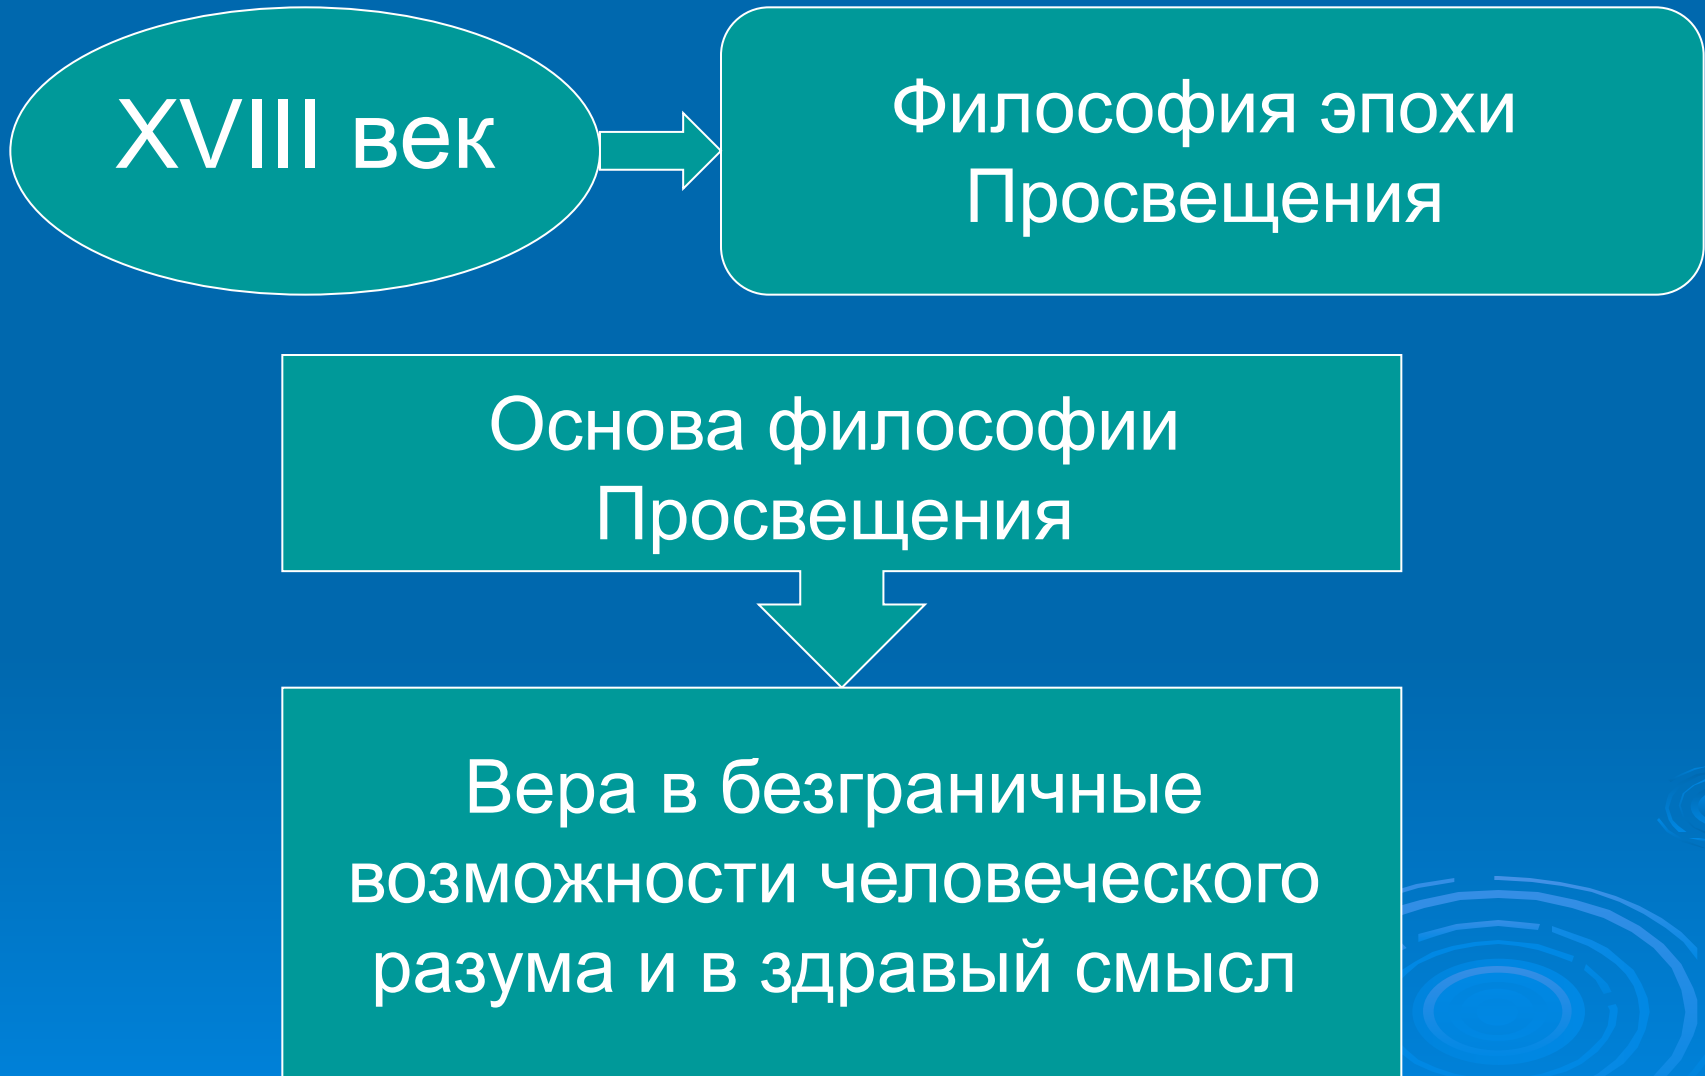 XVIII век
Философия эпохи
Просвещения
Основа философии
Просвещения
Вера в безграничные
возможности человеческого
разума и в здравый смысл